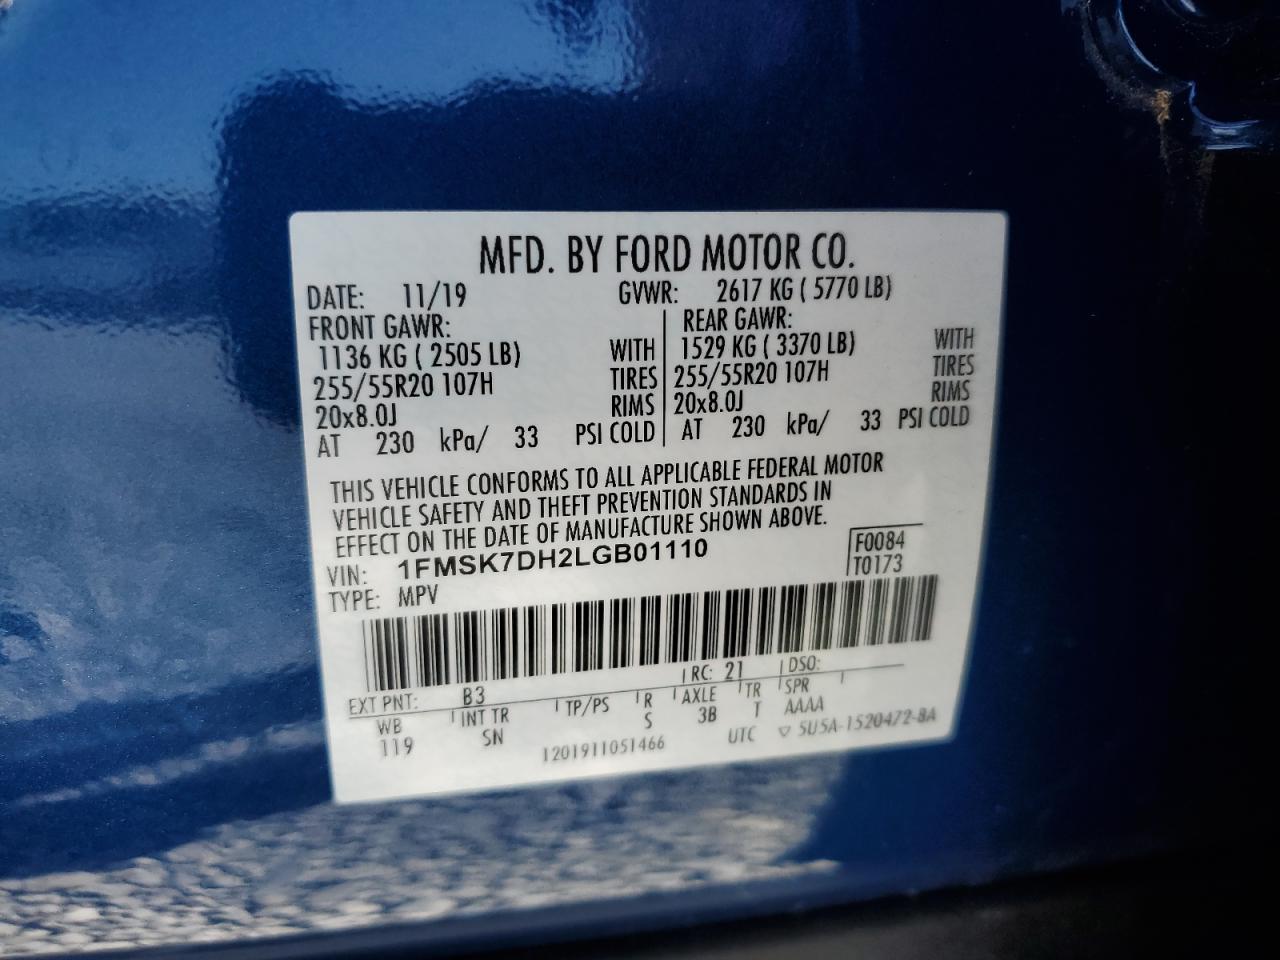 MFD. BY FORD MOTOR CO.
DATE: 11/19 GVWR: 2617 KG ( 5770 LB)
FRONT GAWR: REAR GAWR:
1136 KG ( 2505 LB) WITH 1529 KG ( 3370 LB) WITH
255/55R20 107H TIRES 255/55R20 107H TIRES
20x8.0J RIMS 20x8.0J RIMS
AT 230 kPa/ 33 PSI COLD AT 230 kPa/ 33 PSI COLD
THIS VEHICLE CONFORMS TO ALL APPLICABLE FEDERAL MOTOR
VEHICLE SAFETY AND THEFT PREVENTION STANDARDS IN
EFFECT ON THE DATE OF MANUFACTURE SHOWN ABOVE.
VIN: 1FMSK7DH2LGB01110 F0084
TYPE: MPV T0173
EXT PNT: B3 RC: 21 DSO:
WB INT TR TP/PS R AXLE TR SPR
119 SN S 3B T AAAA
1201911051466 UTC ▽ 5U5A-1520472-BA